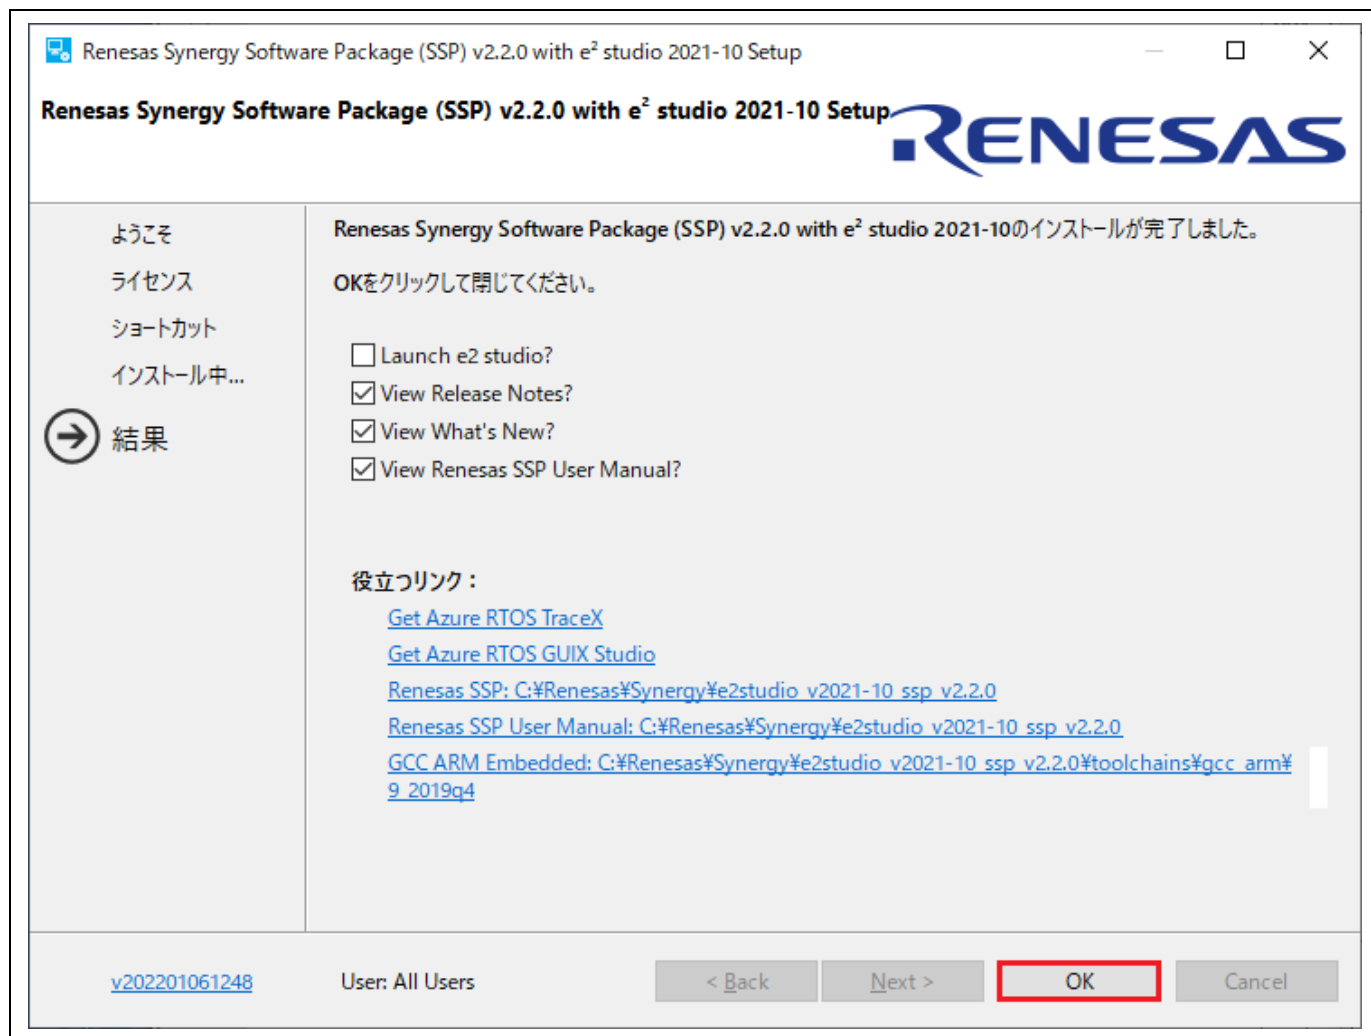 Renesas Synergy Software Package (SSP) v2.2.0 with e² studio 2021-10 Setup
Renesas Synergy Software Package (SSP) v2.2.0 with e² studio 2021-10 Setup
RENESAS
ようこそ
ライセンス
ショートカット
インストール中...
結果
Renesas Synergy Software Package (SSP) v2.2.0 with e² studio 2021-10のインストールが完了しました。
OKをクリックして閉じてください。
Launch e2 studio?
View Release Notes?
View What's New?
View Renesas SSP User Manual?
役立つリンク：
Get Azure RTOS TraceX
Get Azure RTOS GUIX Studio
Renesas SSP: C:¥Renesas¥Synergy¥e2studio_v2021-10_ssp_v2.2.0
Renesas SSP User Manual: C:¥Renesas¥Synergy¥e2studio_v2021-10_ssp_v2.2.0
GCC ARM Embedded: C:¥Renesas¥Synergy¥e2studio_v2021-10_ssp_v2.2.0¥toolchains¥gcc_arm¥
9_2019q4
v202201061248
User: All Users
< Back
Next >
OK
Cancel